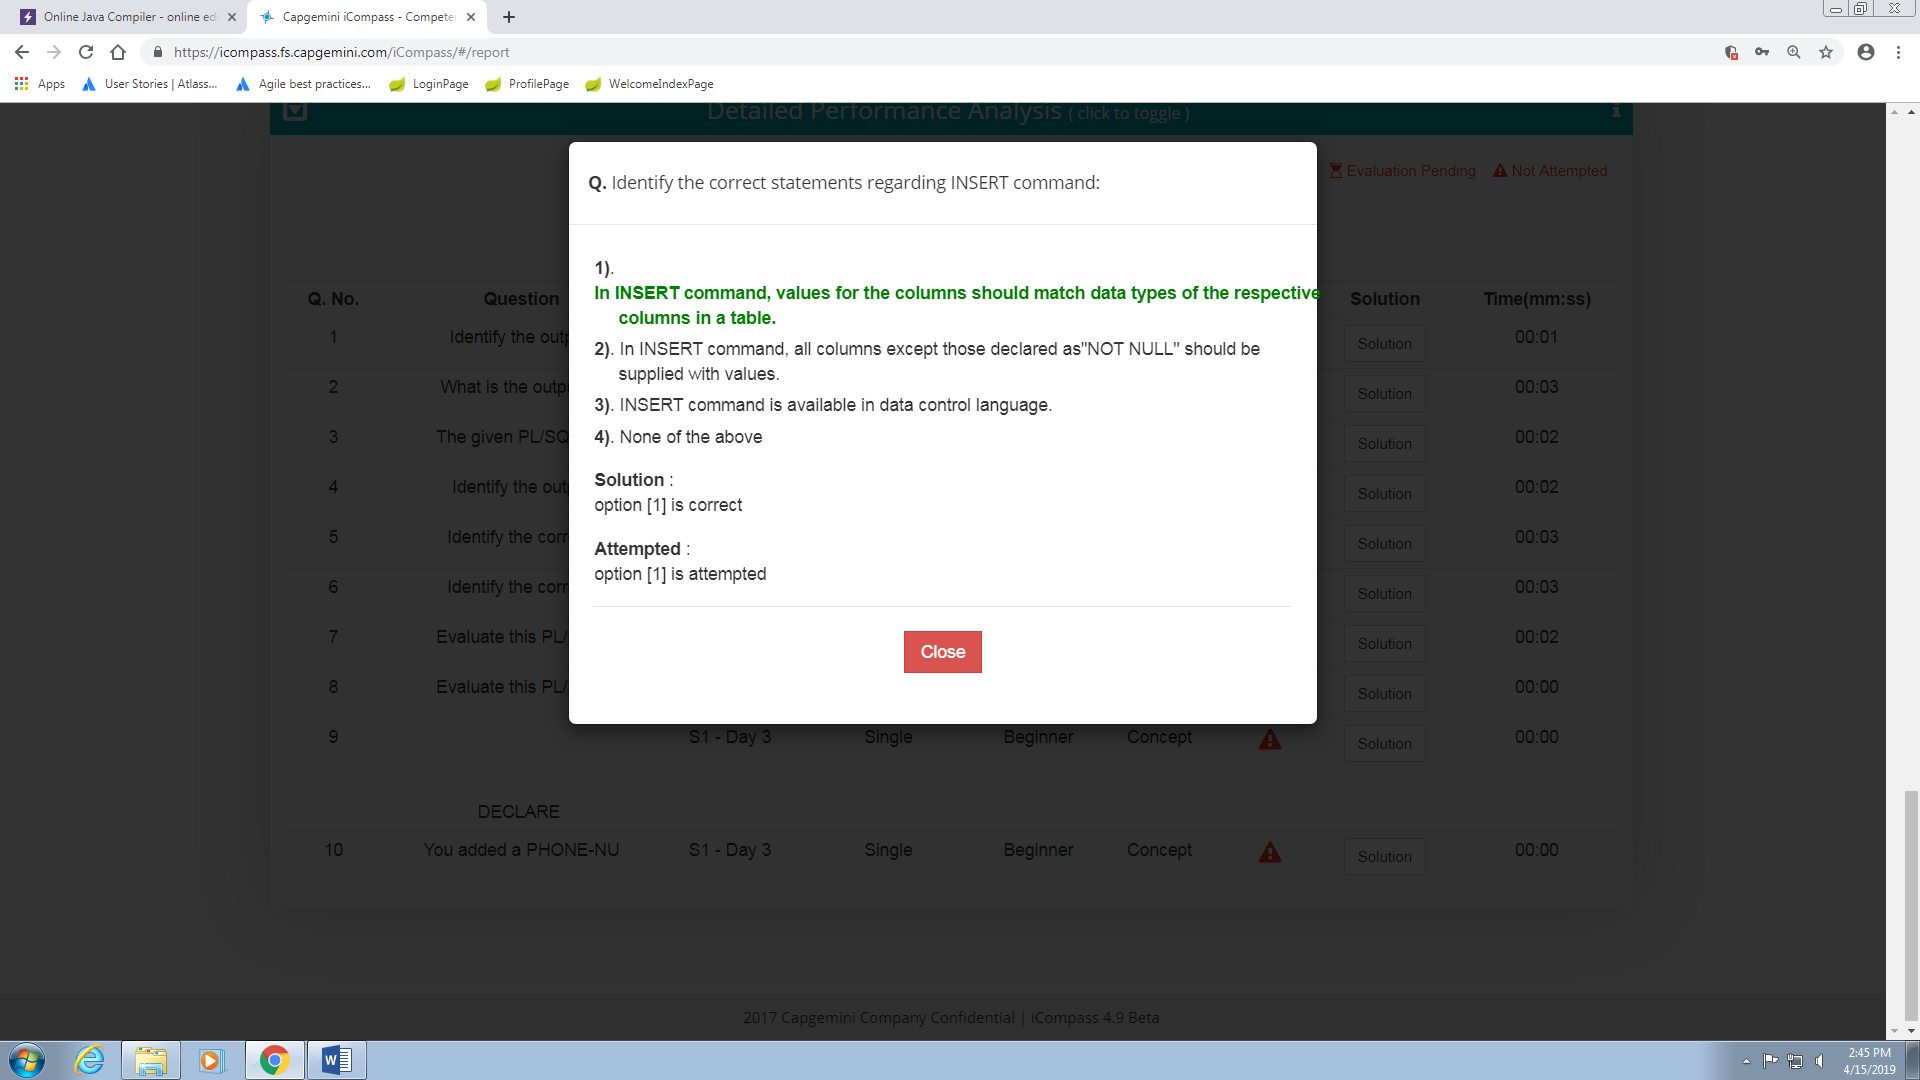 Online Java Compiler - online ed
Capgemini iCompass - Compete
https://icompass.fs.capgemini.com/iCompass/#/report
Apps
User Stories | Atlass...
Agile best practices...
LoginPage
ProfilePage
WelcomeIndexPage
Detailed Performance Analysis ( click to toggle )
Evaluation Pending
Not Attempted
Q. Identify the correct statements regarding INSERT command:
1).
In INSERT command, values for the columns should match data types of the respective
columns in a table.
2). In INSERT command, all columns except those declared as"NOT NULL" should be
supplied with values.
3). INSERT command is available in data control language.
4). None of the above
Solution :
option [1] is correct
Attempted :
option [1] is attempted
Close
Q. No. Question Solution Time(mm:ss)
1 Identify the out Solution 00:01
2 What is the outp Solution 00:03
3 The given PL/SQ Solution 00:02
4 Identify the out Solution 00:02
5 Identify the corr Solution 00:03
6 Identify the corr Solution 00:03
7 Evaluate this PL/ Solution 00:02
8 Evaluate this PL/ Solution 00:00
9 S1 - Day 3 Single Beginner Concept Solution 00:00
DECLARE
10 You added a PHONE-NU S1 - Day 3 Single Beginner Concept Solution 00:00
2017 Capgemini Company Confidential | iCompass 4.9 Beta
2:45 PM
4/15/2019